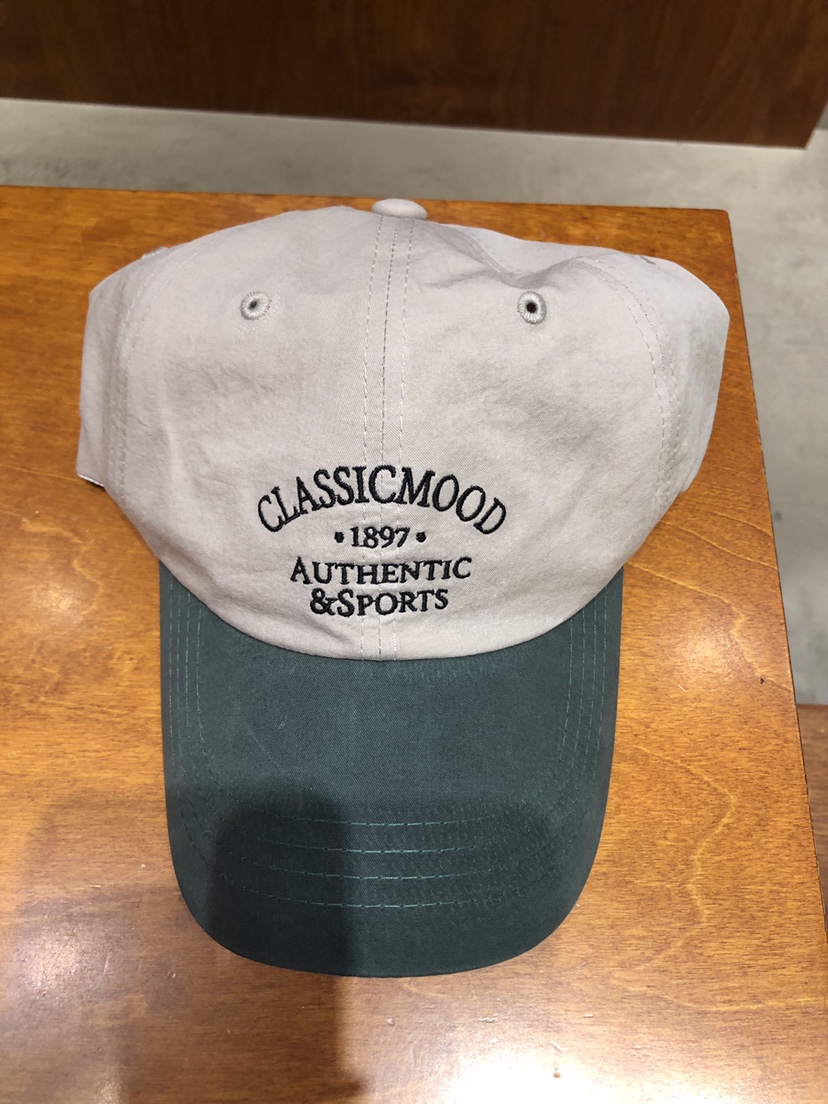 CLASSICMOOD
• 1897 •
AUTHENTIC
&SPORTS